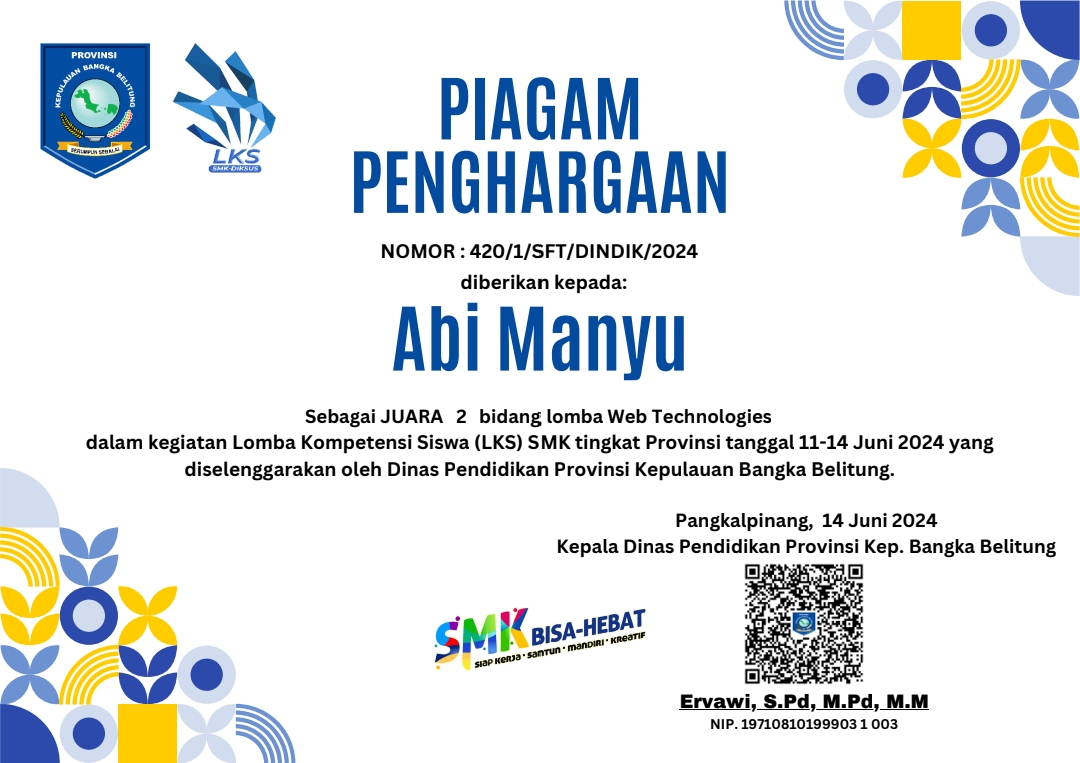 PROVINSI
KEPULAUAN BANGKA BELITUNG
SERUMPUN SEBALAI
LKS
SMK-DIKSUS
PIAGAM
PENGHARGAAN
NOMOR : 420/1/SFT/DINDIK/2024
diberikan kepada:
Abi Manyu
Sebagai JUARA 2 bidang lomba Web Technologies
dalam kegiatan Lomba Kompetensi Siswa (LKS) SMK tingkat Provinsi tanggal 11-14 Juni 2024 yang
diselenggarakan oleh Dinas Pendidikan Provinsi Kepulauan Bangka Belitung.
Pangkalpinang, 14 Juni 2024
Kepala Dinas Pendidikan Provinsi Kep. Bangka Belitung
SMK BISA-HEBAT
SIAP KERJA · SANTUN · MANDIRI · KREATIF
Ervawi, S.Pd, M.Pd, M.M
NIP. 19710810199903 1 003